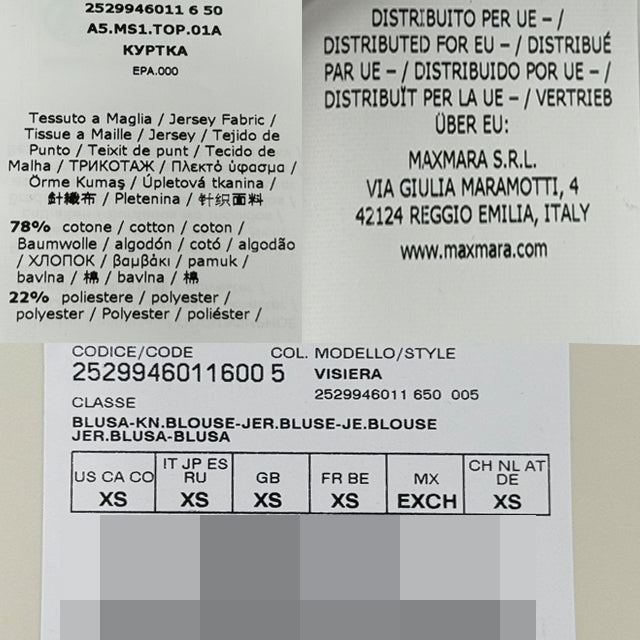 2529946011 6 50
A5.MS1.TOP.01A
КУРТКА
EPA.000
Tessuto a Maglia / Jersey Fabric /
Tissue a Maille / Jersey / Tejido de
Punto / Teixit de punt / Tecido de
Malha / ТРИКОТАЖ / Πλεκτό ύφασμα /
Örme Kumaş / Úpletová tkanina /
針織布 / Pletenina / 针织面料
78% cotone / cotton / coton /
Baumwolle / algodón / cotó / algodão
/ ХЛОПОК / βαμβάκι / pamuk /
bavlna / 棉 / bavlna / 棉
22% poliestere / polyester /
polyester / Polyester / poliéster /
DISTRIBUITO PER UE – /
DISTRIBUTED FOR EU – / DISTRIBUÉ
PAR UE – / DISTRIBUIDO POR UE – /
DISTRIBUÏT PER LA UE – / VERTRIEB
ÜBER EU:
MAXMARA S.R.L.
VIA GIULIA MARAMOTTI, 4
42124 REGGIO EMILIA, ITALY
www.maxmara.com
CODICE/CODE COL. MODELLO/STYLE
2529946011600 5 VISIERA
2529946011 650 005
CLASSE
BLUSA-KN.BLOUSE-JER.BLUSE-JE.BLOUSE
JER.BLUSA-BLUSA
US CA CO IT JP ES RU GB FR BE MX CH NL AT DE
XS XS XS XS EXCH XS